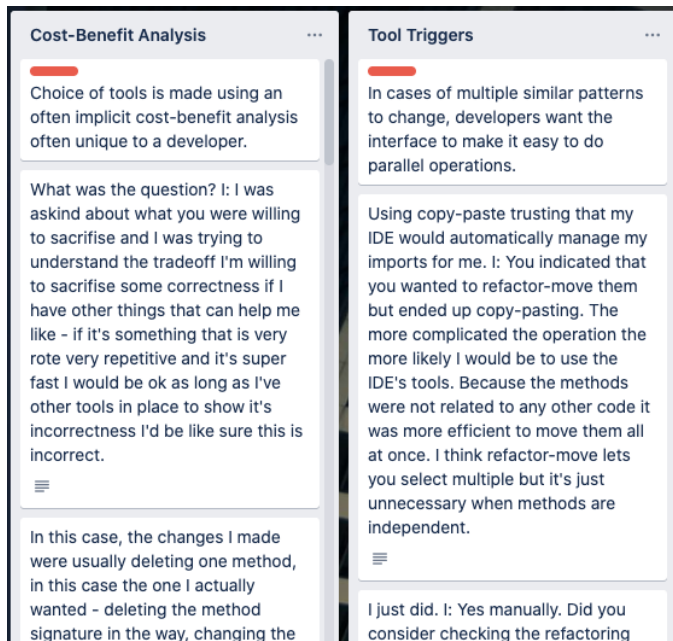 Cost-Benefit Analysis
Choice of tools is made using an
often implicit cost-benefit analysis
often unique to a developer.
What was the question? I: I was
askind about what you were willing
to sacrifise and I was trying to
understand the tradeoff I'm willing
to sacrifise some correctness if I
have other things that can help me
like - if it's something that is very
rote very repetitive and it's super
fast I would be ok as long as I've
other tools in place to show it's
incorrectness I'd be like sure this is
incorrect.
In this case, the changes I made
were usually deleting one method,
in this case the one I actually
wanted - deleting the method
signature in the way, changing the
Tool Triggers
In cases of multiple similar patterns
to change, developers want the
interface to make it easy to do
parallel operations.
Using copy-paste trusting that my
IDE would automatically manage my
imports for me. I: You indicated that
you wanted to refactor-move them
but ended up copy-pasting. The
more complicated the operation the
more likely I would be to use the
IDE's tools. Because the methods
were not related to any other code it
was more efficient to move them all
at once. I think refactor-move lets
you select multiple but it's just
unnecessary when methods are
independent.
I just did. I: Yes manually. Did you
consider checking the refactoring